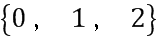 {0 , 1 , 2}